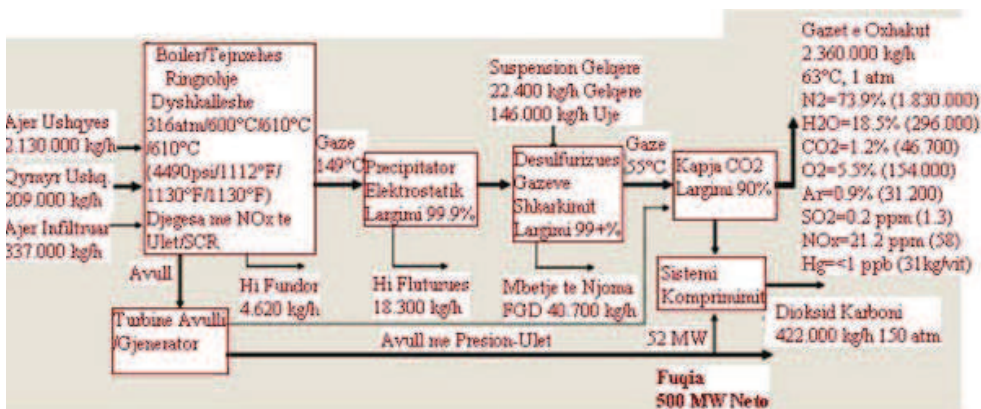 Ajer Ushqyes
2.130.000 kg/h
Qymyr Ushq.
209.000 kg/h
Ajer Infiltruar
337.000 kg/h
Boiler/Tejnxehes
Ringrohje
Dyshkalleshe
316atm/600°C/610°C
/610°C
(4490psi/1112°F/
1130°F/1130°F)
Djegesa me NOx te
Ulet/SCR
Avull
Turbine Avulli
/Gjenerator
Hi Fundor
4.620 kg/h
Gaze
149°C
Precipitator
Elektrostatik
Largimi 99.9%
Hi Fluturues
18.300 kg/h
Suspension Gelqere
22.400 kg/h Gelqere
146.000 kg/h Uje
Desulfurizues
Gazeve
Shkarkimit
Largimi 99+%
Mbetje te Njoma
FGD 40.700 kg/h
Gaze
55°C
Kapja CO2
Largimi 90%
Sistemi
Komprimimit
Avull me Presion-Ulet
52 MW
Fuqia
500 MW Neto
Gazet e Oxhakut
2.360.000 kg/h
63°C, 1 atm
N2=73.9% (1.830.000)
H2O=18.5% (296.000)
CO2=1.2% (46.700)
O2=5.5% (154.000)
Ar=0.9% (31.200)
SO2=0.2 ppm (1.3)
NOx=21.2 ppm (58)
Hg=<1 ppb (31kg/vit)
Dioksid Karboni
422.000 kg/h 150 atm